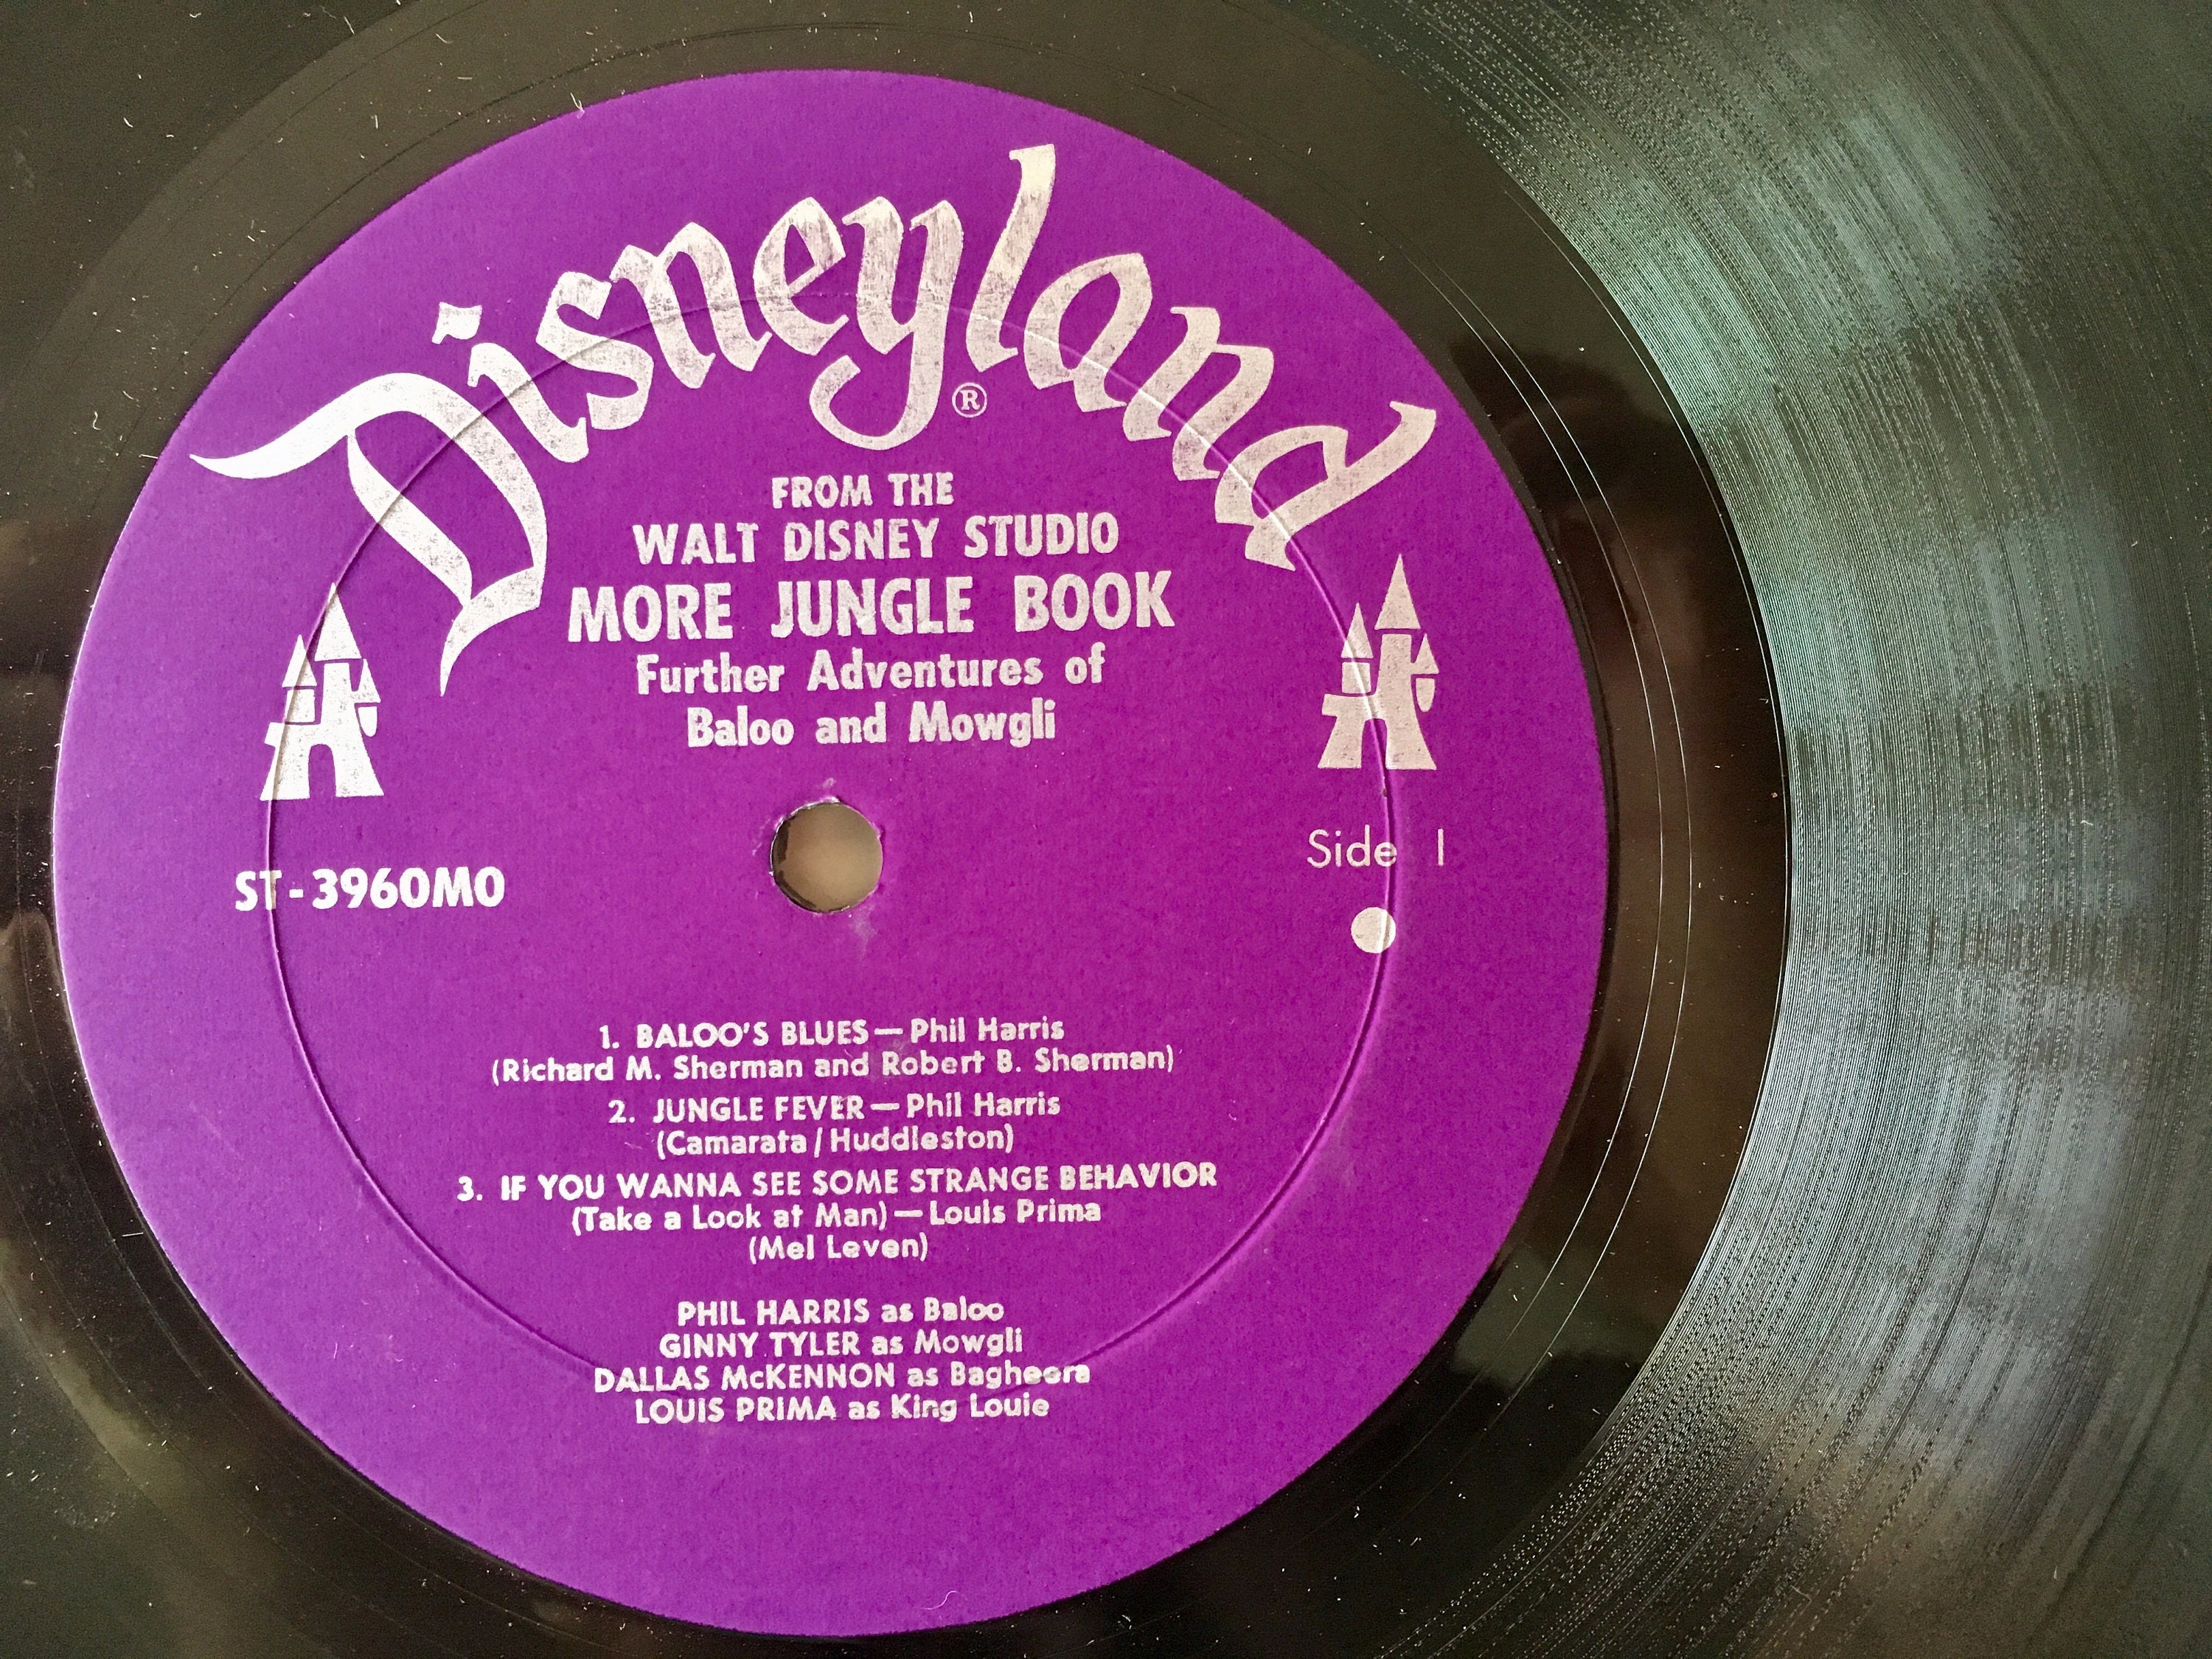 Disneyland
®
FROM THE
WALT DISNEY STUDIO
MORE JUNGLE BOOK
Further Adventures of
Baloo and Mowgli
Side 1
ST-3960MO
1. BALOO'S BLUES—Phil Harris
(Richard M. Sherman and Robert B. Sherman)
2. JUNGLE FEVER—Phil Harris
(Camarata/Huddleston)
3. IF YOU WANNA SEE SOME STRANGE BEHAVIOR
(Take a Look at Man)—Louis Prima
(Mel Leven)
PHIL HARRIS as Baloo
GINNY TYLER as Mowgli
DALLAS McKENNON as Bagheera
LOUIS PRIMA as King Louie